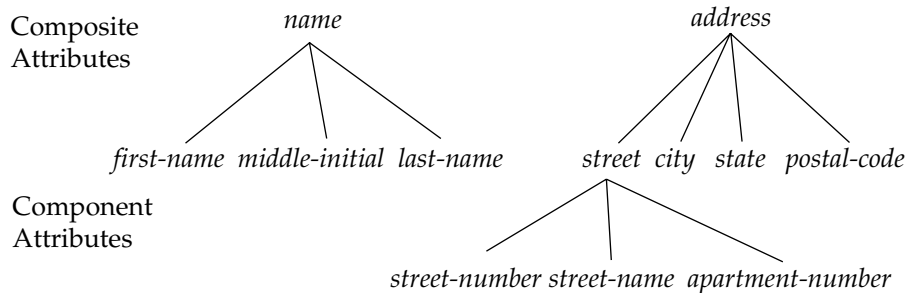 Composite
Attributes
name
address
first-name middle-initial last-name
street city state postal-code
Component
Attributes
street-number street-name apartment-number